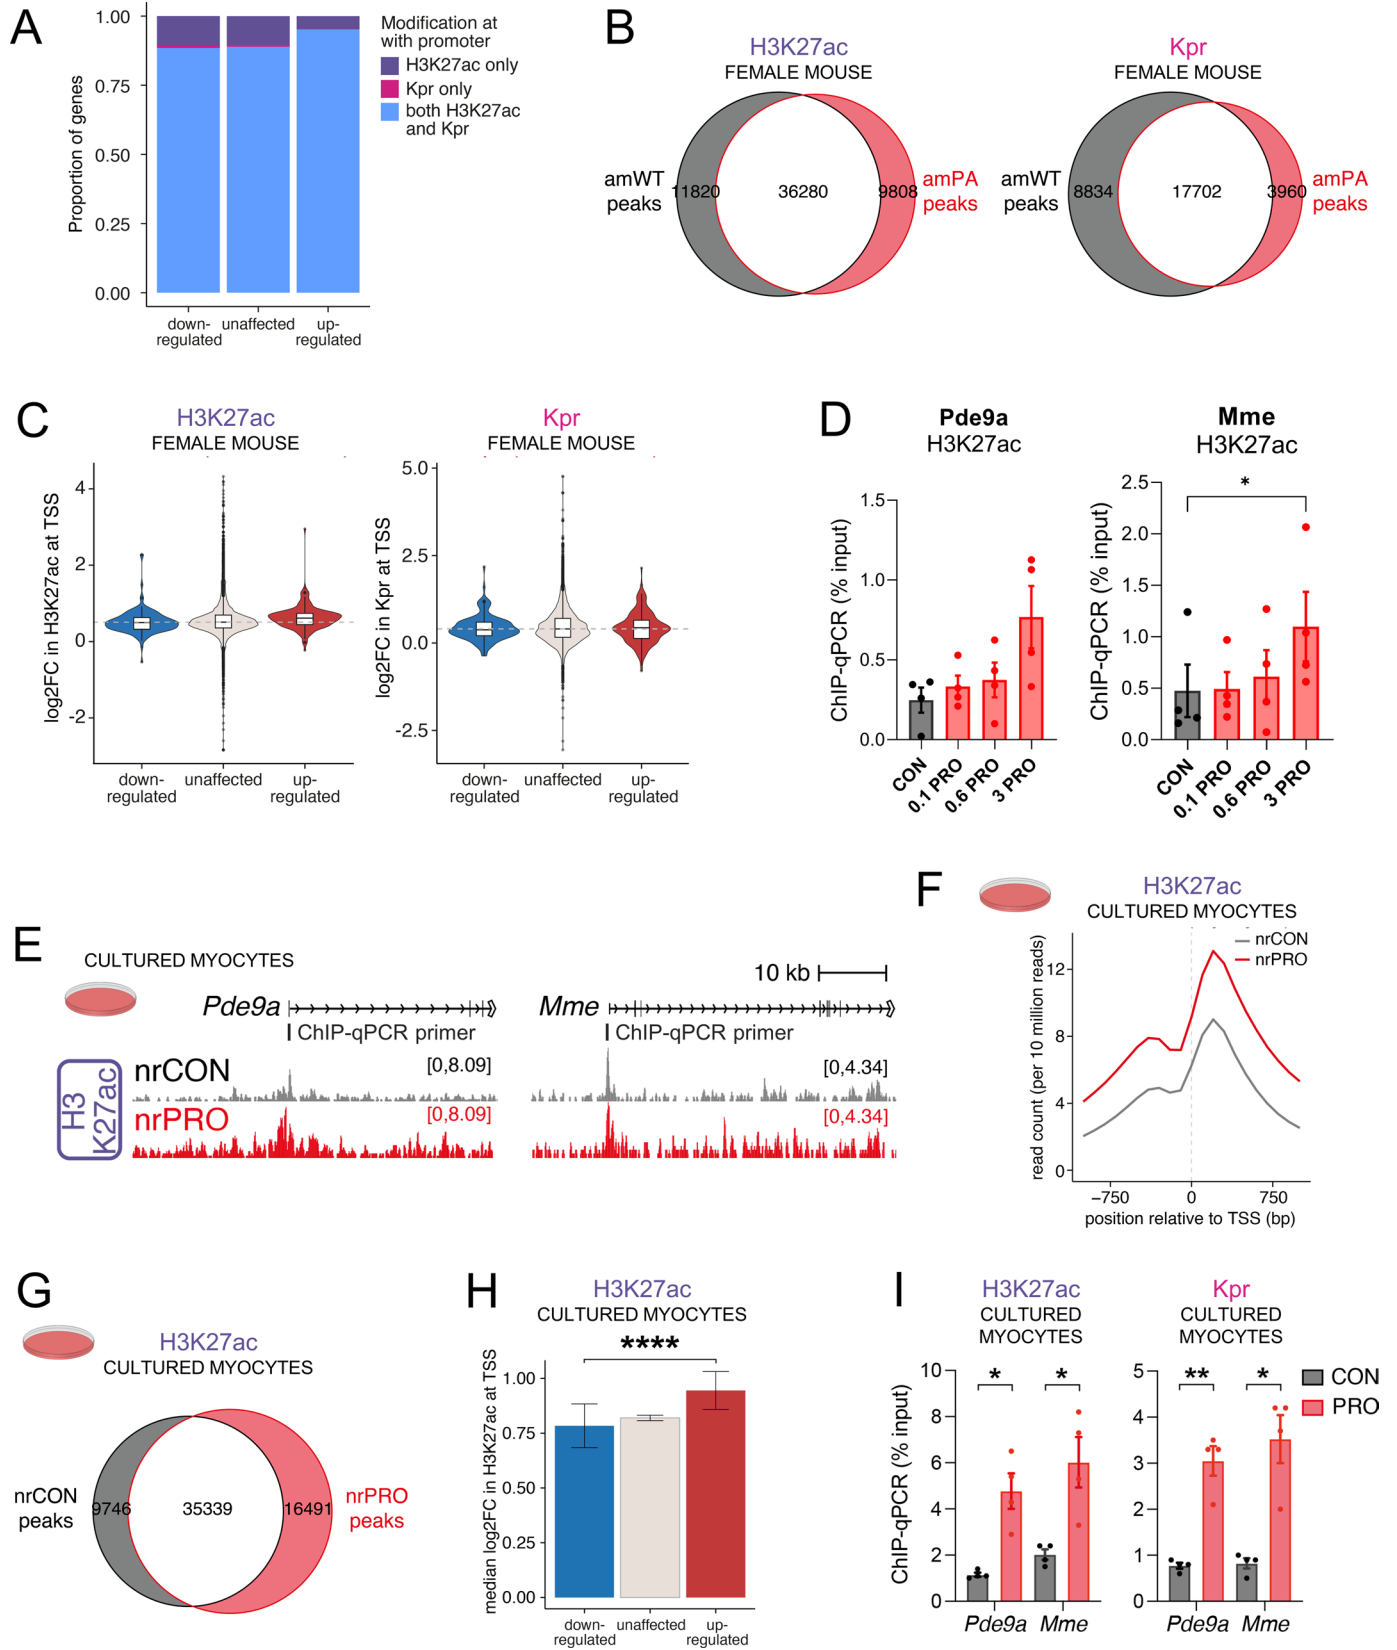 A
1.00
0.75
0.50
0.25
0.00
Proportion of genes
down-
regulated
unaffected
up-
regulated
Modification at
with promoter
H3K27ac only
Kpr only
both H3K27ac
and Kpr
B
H3K27ac
FEMALE MOUSE
amWT
peaks
11820
36280
9808
amPA
peaks
Kpr
FEMALE MOUSE
amWT
peaks
8834
17702
3960
amPA
peaks
C
H3K27ac
FEMALE MOUSE
log2FC in H3K27ac at TSS
4
2
0
-2
down-
regulated
unaffected
up-
regulated
Kpr
FEMALE MOUSE
log2FC in Kpr at TSS
5.0
2.5
0.0
-2.5
down-
regulated
unaffected
up-
regulated
D
Pde9a
H3K27ac
ChIP-qPCR (% input)
1.5
1.0
0.5
0.0
CON
0.1 PRO
0.6 PRO
3 PRO
Mme
H3K27ac
ChIP-qPCR (% input)
2.5
2.0
1.5
1.0
0.5
0.0
*
CON
0.1 PRO
0.6 PRO
3 PRO
E
CULTURED MYOCYTES
10 kb
Pde9a
ChIP-qPCR primer
Mme
ChIP-qPCR primer
H3
K27ac
nrCON
[0,8.09]
[0,4.34]
nrPRO
[0,8.09]
[0,4.34]
F
H3K27ac
CULTURED MYOCYTES
nrCON
nrPRO
read count (per 10 million reads)
12
8
4
0
-750
0
750
position relative to TSS (bp)
G
H3K27ac
CULTURED MYOCYTES
nrCON
peaks
9746
35339
16491
nrPRO
peaks
H
H3K27ac
CULTURED MYOCYTES
****
median log2FC in H3K27ac at TSS
1.00
0.75
0.50
0.25
0.00
down-
regulated
unaffected
up-
regulated
I
H3K27ac
CULTURED
MYOCYTES
ChIP-qPCR (% input)
10
8
6
4
2
0
*
*
Pde9a
Mme
Kpr
CULTURED
MYOCYTES
5
4
3
2
1
0
**
*
Pde9a
Mme
CON
PRO